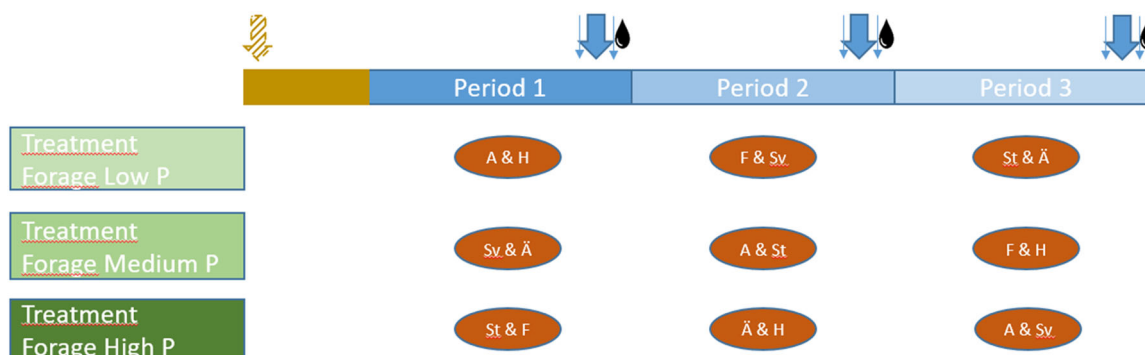 Period 1 Period 2 Period 3
Treatment
Forage Low P
A & H F & Sv St & Ä
Treatment
Forage Medium P
Sv & Ä A & St F & H
Treatment
Forage High P
St & F Ä & H A & Sv